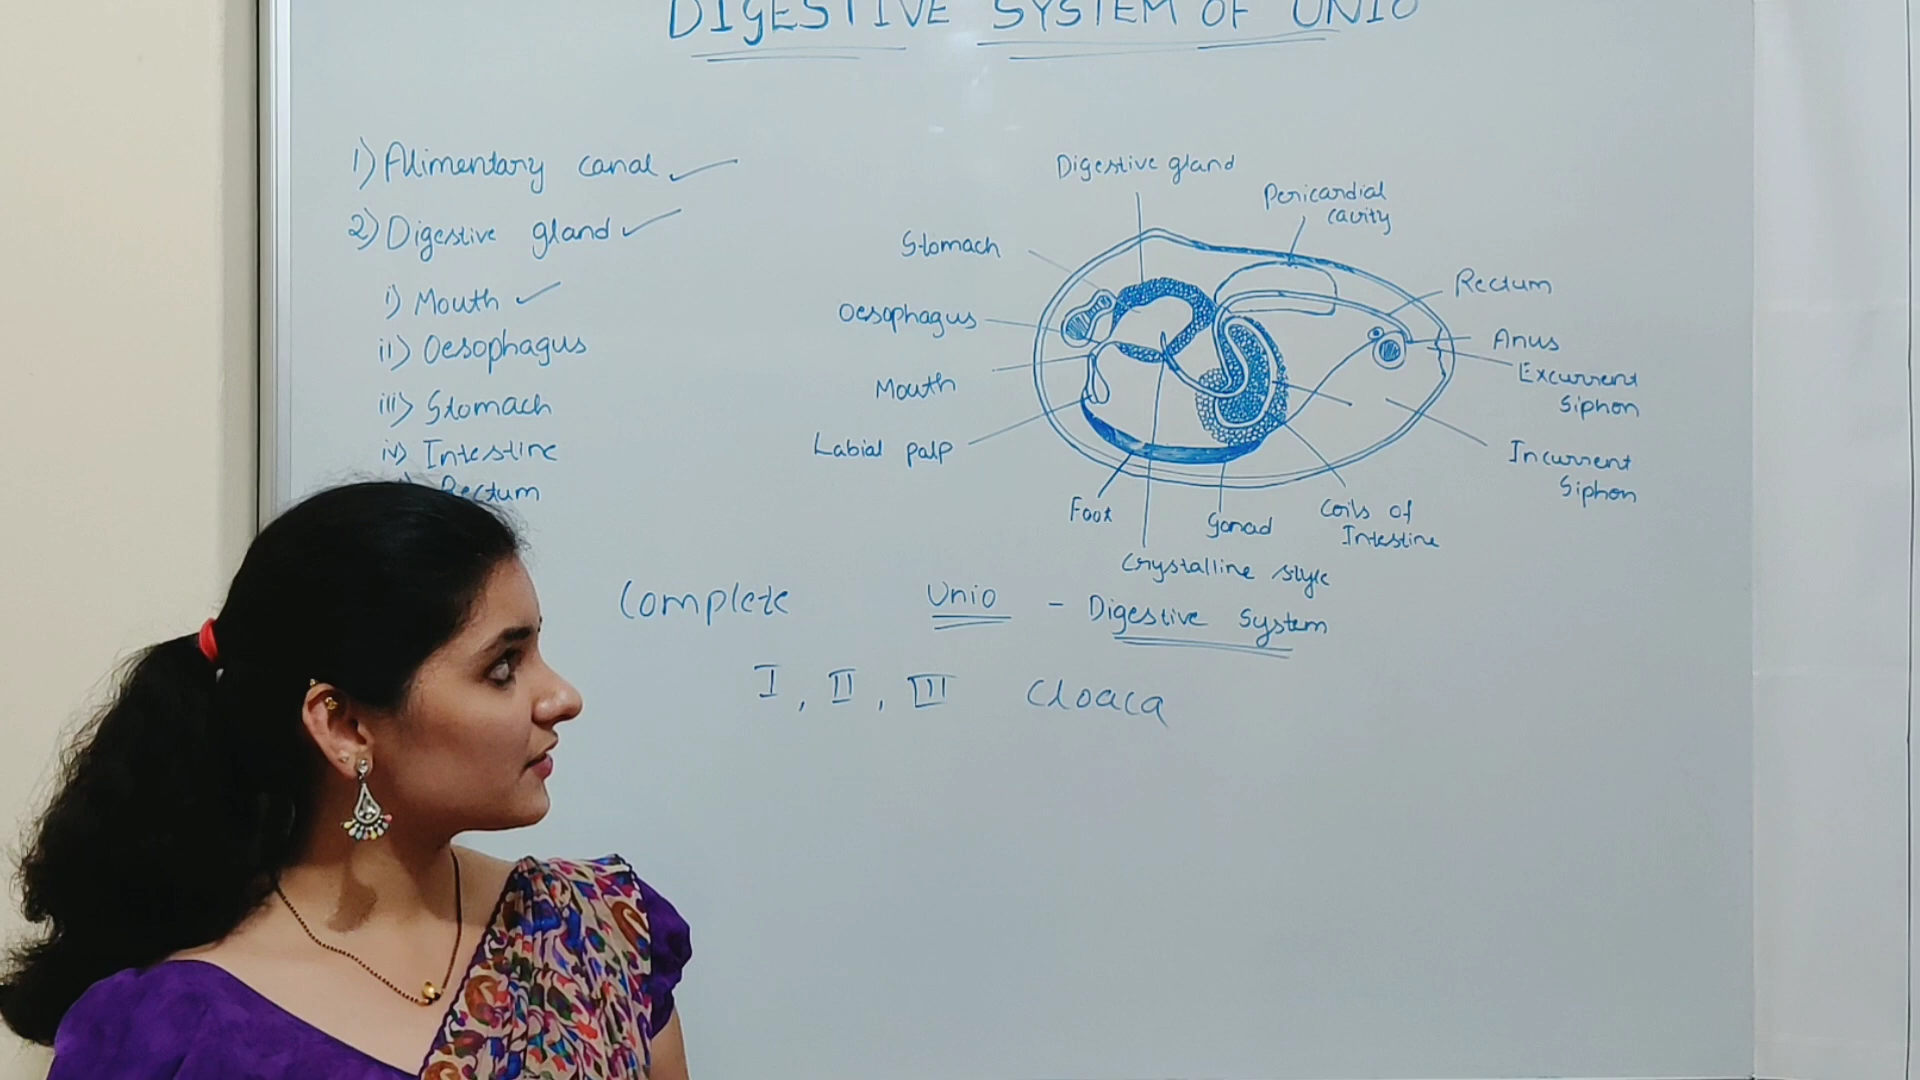 DIGESTIVE SYSTEM OF UNIO
1) Alimentary canal
2) Digestive gland
i) Mouth
ii) Oesophagus
iii) Stomach
iv) Intestine
Rectum
Digestive gland
Pericardial
cavity
Stomach
Rectum
Oesophagus
Anus
Mouth
Excurrent
Siphon
Labial palp
Incurrent
Siphon
Foot
Gonad
Coils of
Intestine
Crystalline style
Complete Unio - Digestive System
I, II, III Cloaca